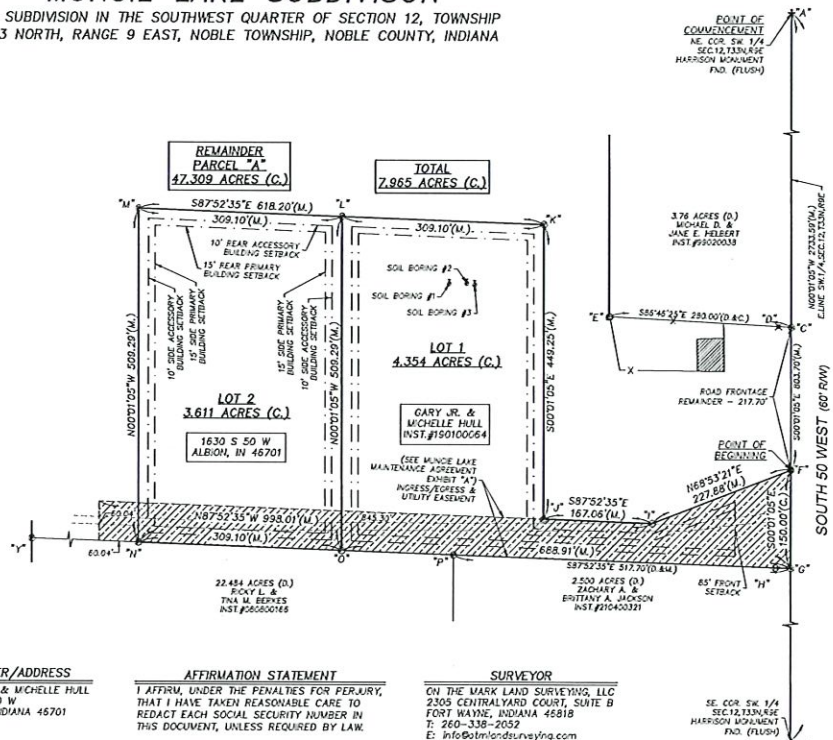 SUBDIVISION IN THE SOUTHWEST QUARTER OF SECTION 12, TOWNSHIP
3 NORTH, RANGE 9 EAST, NOBLE TOWNSHIP, NOBLE COUNTY, INDIANA
"A"
POINT OF
COMMENCEMENT
NE. COR. SW. 1/4
SEC.12,T33N,R9E
HARRISON MONUMENT
FND. (FLUSH)
REMAINDER
PARCEL "A"
47.309 ACRES (C.)
TOTAL
7.965 ACRES (C.)
"M"
S87°52'35"E 618.20'(M.)
"L"
309.10'(M.)
309.10'(M.)
"K"
10' REAR ACCESSORY
BUILDING SETBACK
15' REAR PRIMARY
BUILDING SETBACK
10' SIDE ACCESSORY
BUILDING SETBACK
15' SIDE PRIMARY
BUILDING SETBACK
15' SIDE PRIMARY
BUILDING SETBACK
10' SIDE ACCESSORY
BUILDING SETBACK
N00°01'05"W 509.29'(M.)
N00°01'05"W 509.29'(M.)
SOIL BORING #2
SOIL BORING #1
SOIL BORING #3
LOT 1
4.354 ACRES (C.)
S00°01'05"E 449.25'(M.)
LOT 2
3.611 ACRES (C.)
1630 S 50 W
ALBION, IN 46701
GARY JR. &
MICHELLE HULL
INST.#190100064
(SEE MUNCIE LAKE
MAINTENANCE AGREEMENT
EXHIBIT "A")
INGRESS/EGRESS &
UTILITY EASEMENT
3.76 ACRES (D.)
MICHAEL D. &
JANE E. HELBERT
INST.#99020038
N00°01'05"W 2733.59'(M.)
E.LINE SW.1/4,SEC.12,T33N,R9E
"E"
290.00'(D.&C.)
"D"
"C"
X
ROAD FRONTAGE
REMAINDER - 217.70'
S00°01'05"E 803.70'(M.)
SOUTH 50 WEST (60' R/W)
POINT OF
BEGINNING
"F"
N68°53'21"E
227.88'(M.)
"J"
S87°52'35"E
167.06'(M.)
"I"
S00°01'05"E
150.00'(C.)
N87°52'35"W 998.01'(M.)
"Y"
60.04'
"N"
309.10'(M.)
"O"
"P"
688.91'(M.)
S87°52'35"E 517.70'(D.&M.)
85' FRONT
SETBACK
"H"
"G"
22.484 ACRES (D.)
RICKY L. &
TINA M. BERKES
INST.#080800165
2.500 ACRES (D.)
ZACHARY A. &
BRITTANY A. JACKSON
INST.#210400321
ER/ADDRESS
& MICHELLE HULL
W
DIANA 46701
AFFIRMATION STATEMENT
I AFFIRM, UNDER THE PENALTIES FOR PERJURY,
THAT I HAVE TAKEN REASONABLE CARE TO
REDACT EACH SOCIAL SECURITY NUMBER IN
THIS DOCUMENT, UNLESS REQUIRED BY LAW.
SURVEYOR
ON THE MARK LAND SURVEYING, LLC
2305 CENTRALYARD COURT, SUITE B
FORT WAYNE, INDIANA 46818
T: 260-338-2052
E: info@otmlandsurveying.com
SE. COR. SW. 1/4
SEC.12,T33N,R9E
HARRISON MONUMENT
FND. (FLUSH)